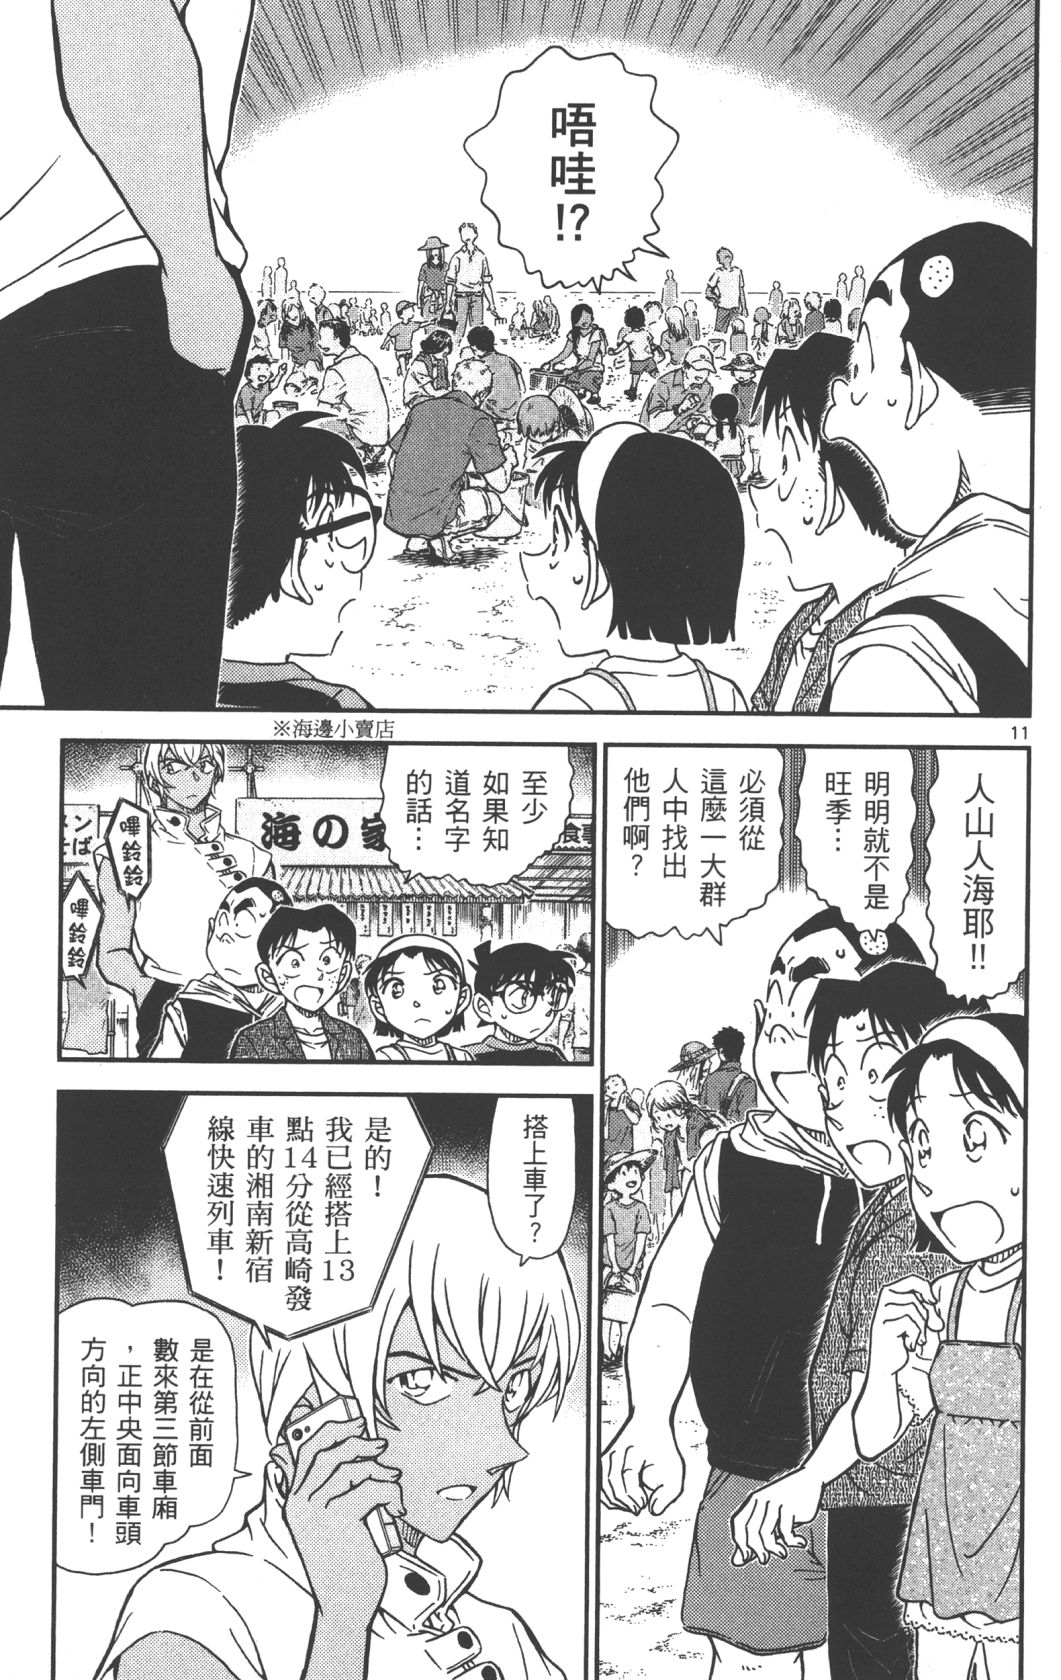 唔哇!?
11
人山人海耶!!
明明就不是
旺季…
必須從
這麼一大群
人中找出
他們啊？
※海邊小賣店
至少
如果知
道名字
的話…
海の家
食事
メン
そば
嗶鈴鈴
嗶鈴鈴
搭上車了？
是的！
我已經搭上13
點14分從高崎發
車的湘南新宿
線快速列車！
是在從前面
數來第三節車廂
，正中央面向車頭
方向的左側車門！